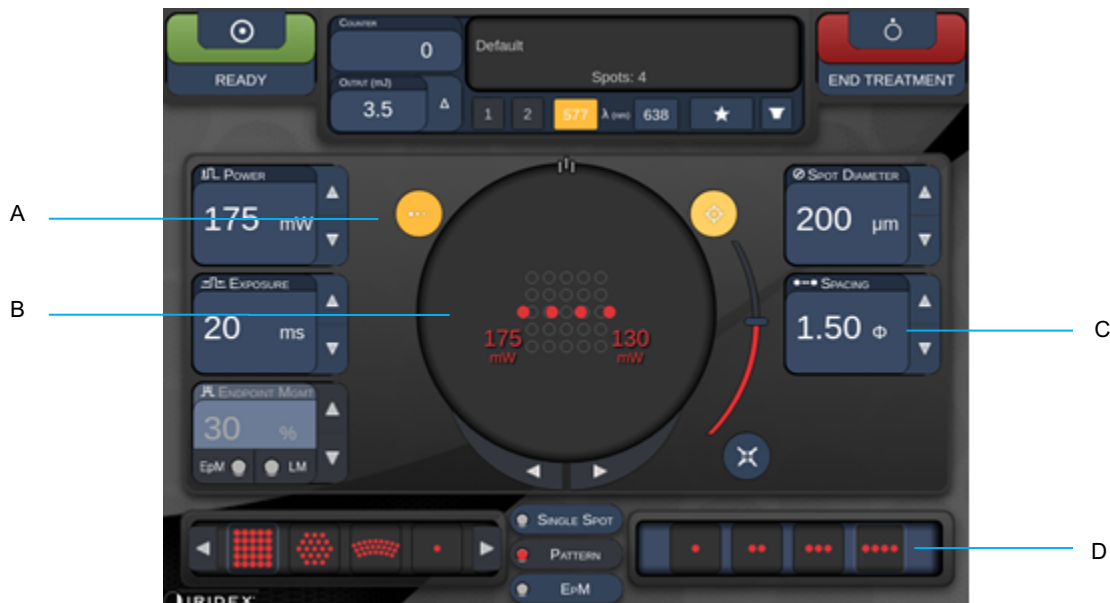 READY
COUNTER
0
OUTPUT (mJ)
3.5
Δ
Default
Spots: 4
1 2 577 λ (nm) 638
END TREATMENT
POWER
175 mW
EXPOSURE
20 ms
ENDPOINT MGMT
30 %
EpM LM
175
mW
130
mW
SPOT DIAMETER
200 µm
SPACING
1.50 Φ
SINGLE SPOT
PATTERN
EPM
IRIDEX
A
B
C
D